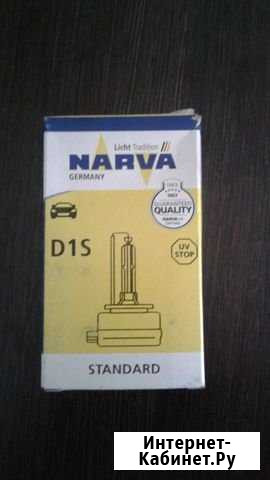 Licht Tradition
NARVA
GERMANY
GUARANTEED
QUALITY
D1S
UV
STOP
STANDARD
Интернет-
Кабинет.Ру